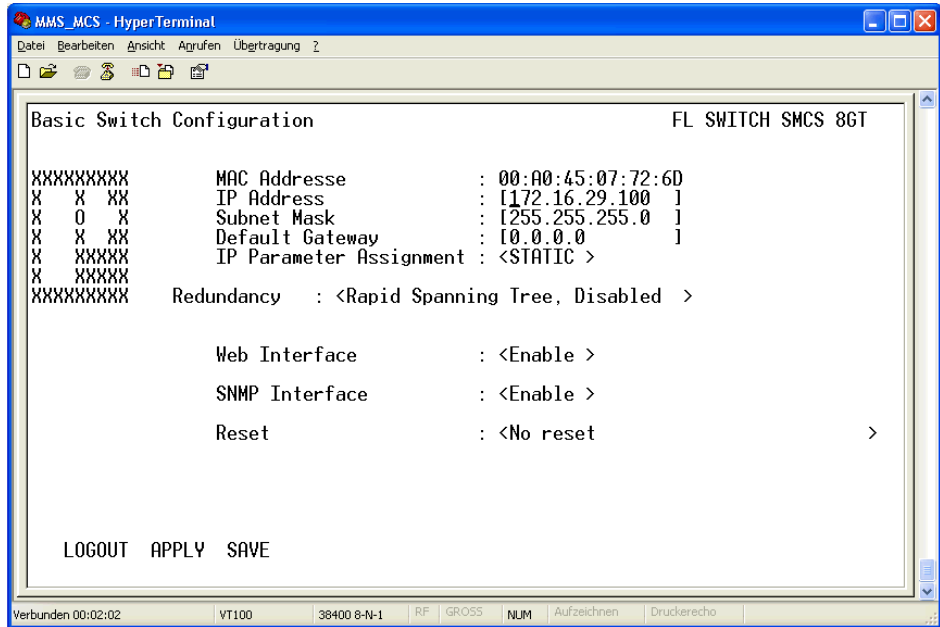 MMS_MCS - HyperTerminal
Datei Bearbeiten Ansicht Anrufen Übertragung ?
Basic Switch Configuration FL SWITCH SMCS 8GT
XXXXXXXXX MAC Addresse : 00:A0:45:07:72:6D
X X XX IP Address : [172.16.29.100 ]
X O X Subnet Mask : [255.255.255.0 ]
X X XX Default Gateway : [0.0.0.0 ]
X XXXXX IP Parameter Assignment : <STATIC >
X XXXXX
XXXXXXXXX Redundancy : <Rapid Spanning Tree, Disabled >
Web Interface : <Enable >
SNMP Interface : <Enable >
Reset : <No reset >
LOGOUT APPLY SAVE
Verbunden 00:02:02 VT100 38400 8-N-1 RF GROSS NUM Aufzeichnen Druckerecho